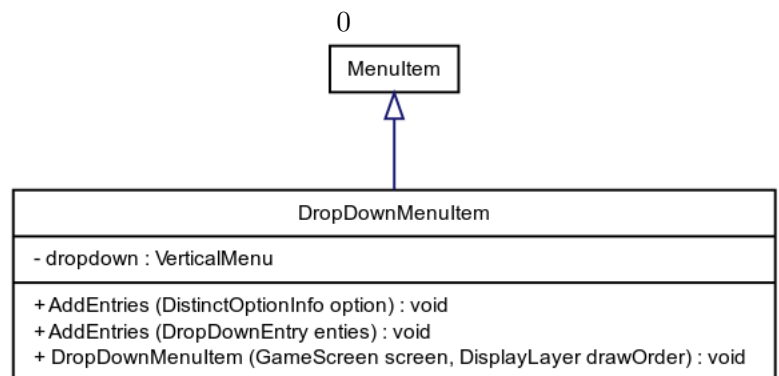 0
MenuItem
DropDownMenuItem
- dropdown : VerticalMenu
+ AddEntries (DistinctOptionInfo option) : void
+ AddEntries (DropDownEntry enties) : void
+ DropDownMenuItem (GameScreen screen, DisplayLayer drawOrder) : void